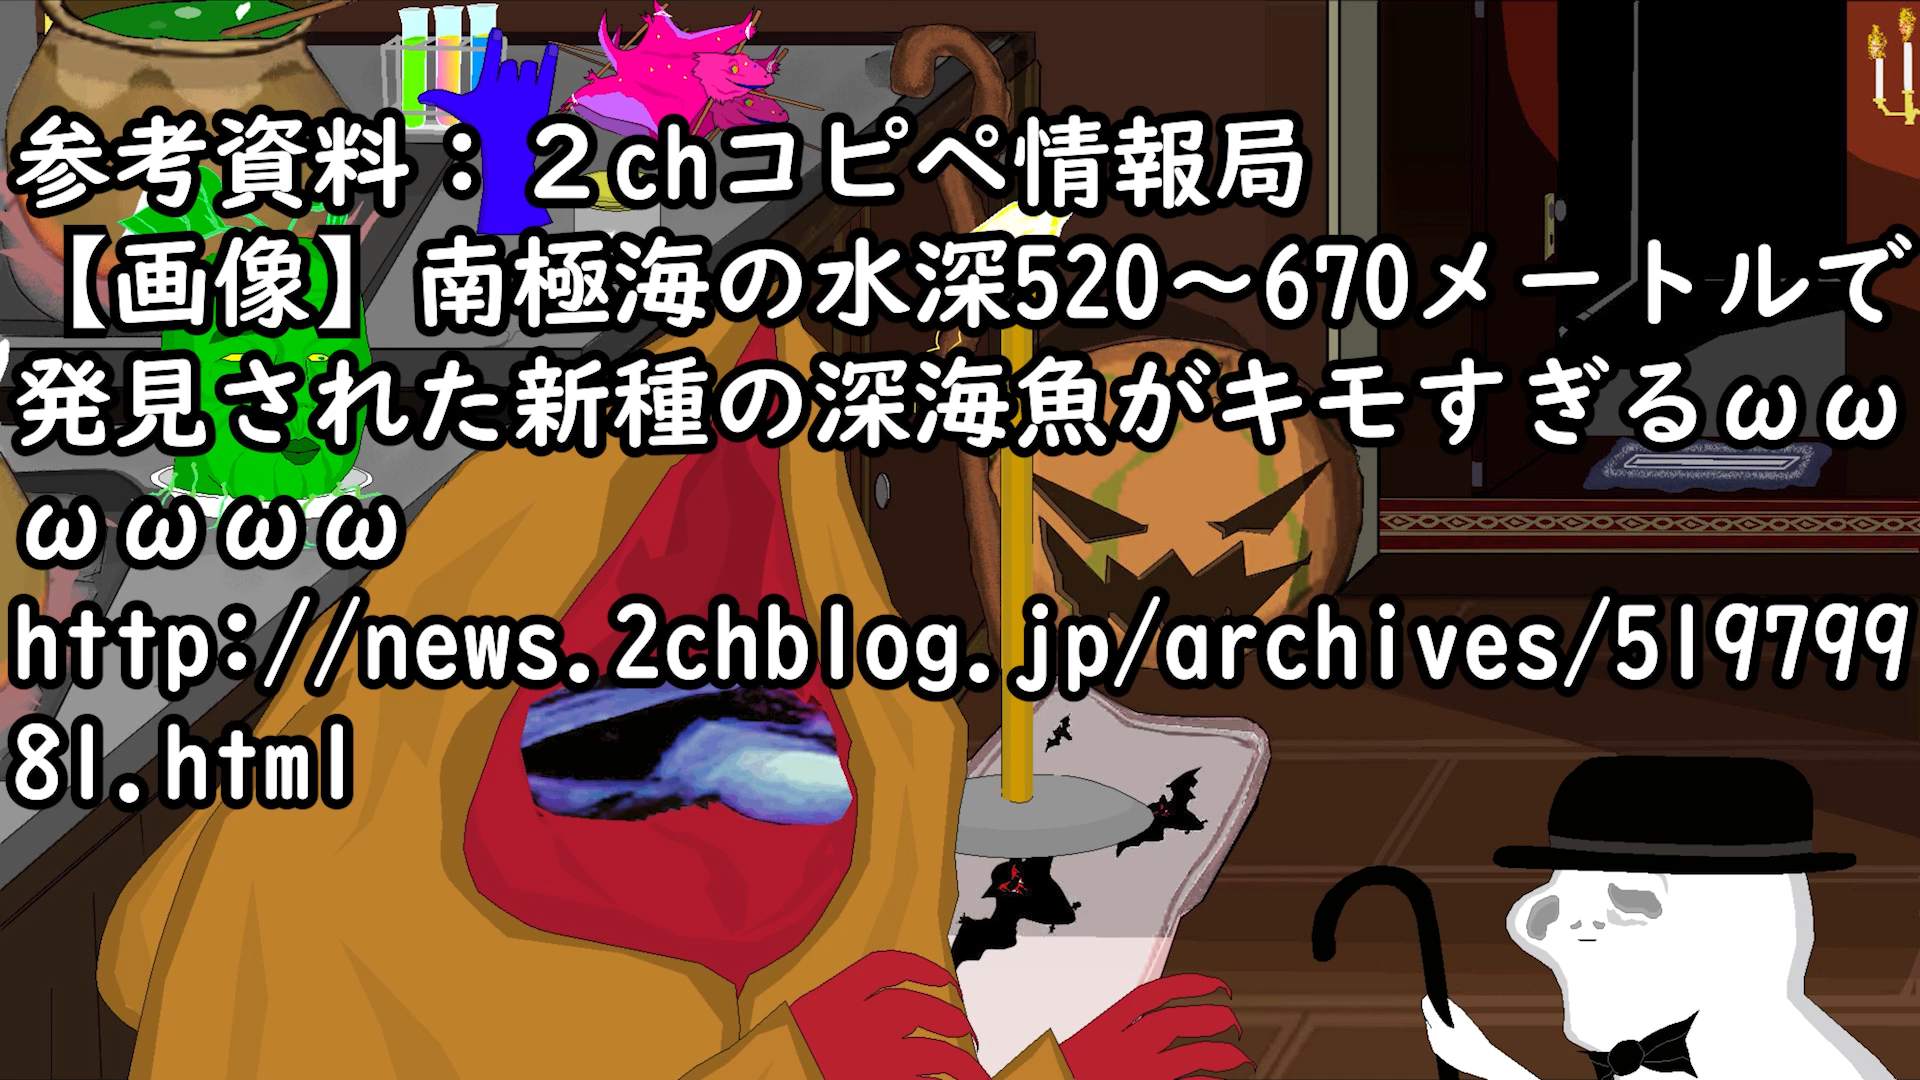 参考資料：２chコピペ情報局
【画像】南極海の水深520～670メートルで
発見された新種の深海魚がキモすぎるωω
ωωωω
http://news.2chblog.jp/archives/519799
81.html